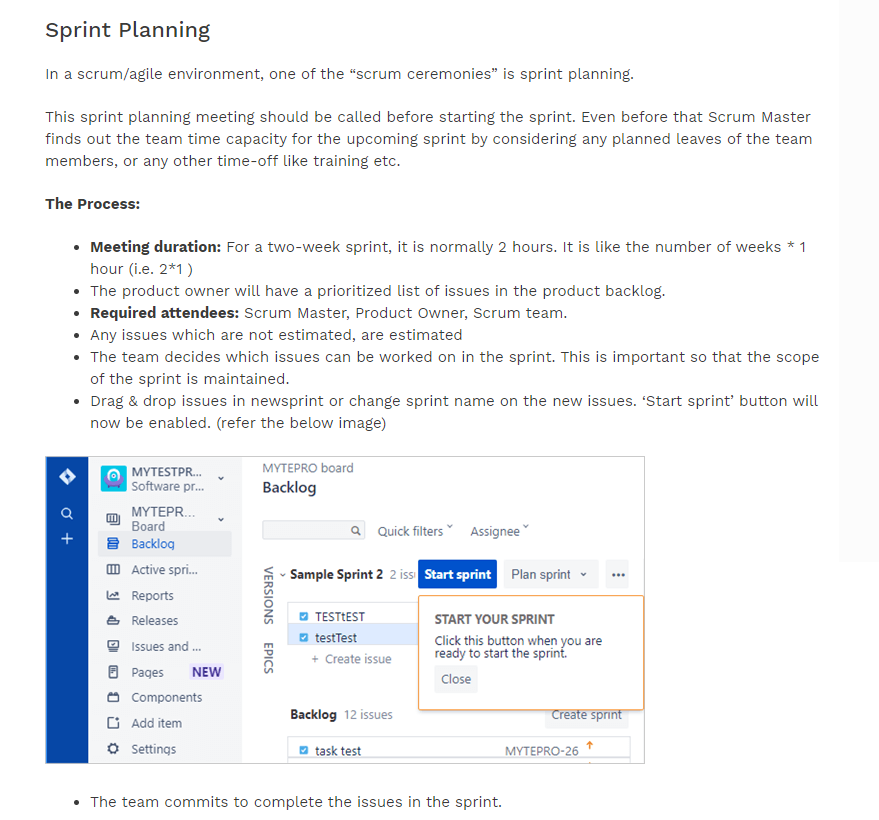 Sprint Planning
In a scrum/agile environment, one of the “scrum ceremonies” is sprint planning.
This sprint planning meeting should be called before starting the sprint. Even before that Scrum Master
finds out the team time capacity for the upcoming sprint by considering any planned leaves of the team
members, or any other time-off like training etc.
The Process:
Meeting duration: For a two-week sprint, it is normally 2 hours. It is like the number of weeks * 1
hour (i.e. 2*1 )
The product owner will have a prioritized list of issues in the product backlog.
Required attendees: Scrum Master, Product Owner, Scrum team.
Any issues which are not estimated, are estimated
The team decides which issues can be worked on in the sprint. This is important so that the scope
of the sprint is maintained.
Drag & drop issues in newsprint or change sprint name on the new issues. ‘Start sprint’ button will
now be enabled. (refer the below image)
MYTESTPR...
Software pr...
MYTEPR...
Board
Backlog
Active spri...
Reports
Releases
Issues and ...
Pages NEW
Components
Add item
Settings
MYTEPRO board
Backlog
Quick filters Assignee
VERSIONS
EPICS
Sample Sprint 2 2 iss Start sprint Plan sprint ...
TESTtEST
testTest
+ Create issue
START YOUR SPRINT
Click this button when you are
ready to start the sprint.
Close
Backlog 12 issues Create sprint
task test MYTEPRO-26
The team commits to complete the issues in the sprint.